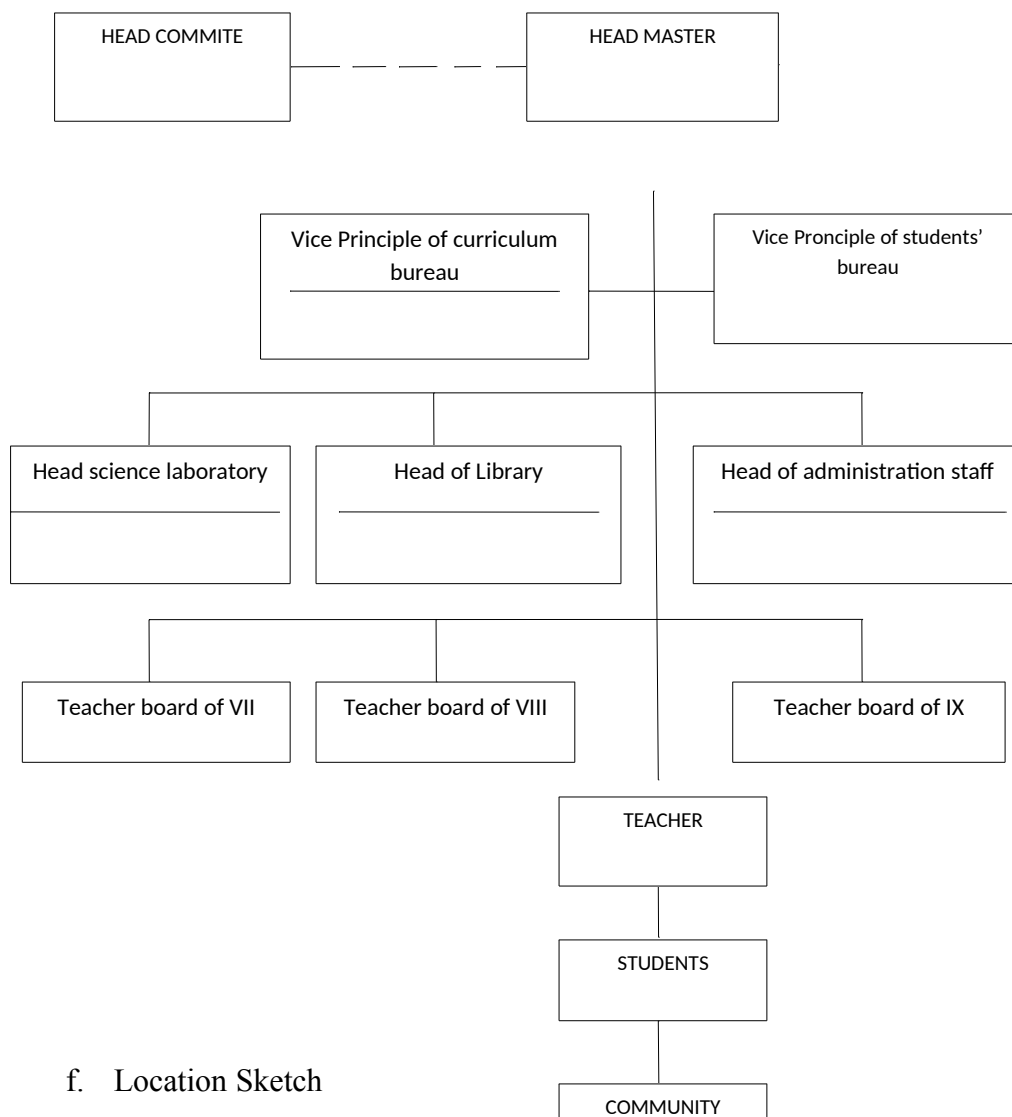 HEAD COMMITE
HEAD MASTER
Vice Principle of curriculum
bureau
Vice Pronciple of students’
bureau
Head science laboratory
Head of Library
Head of administration staff
Teacher board of VII
Teacher board of VIII
Teacher board of IX
TEACHER
STUDENTS
f. Location Sketch
COMMUNITY